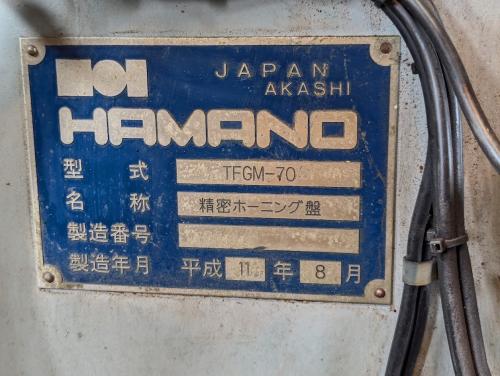 JAPAN
AKASHI
HAMANO
型式 TFGM-70
名称 精密ホーニング盤
製造番号
製造年月 平成 11 年 8 月